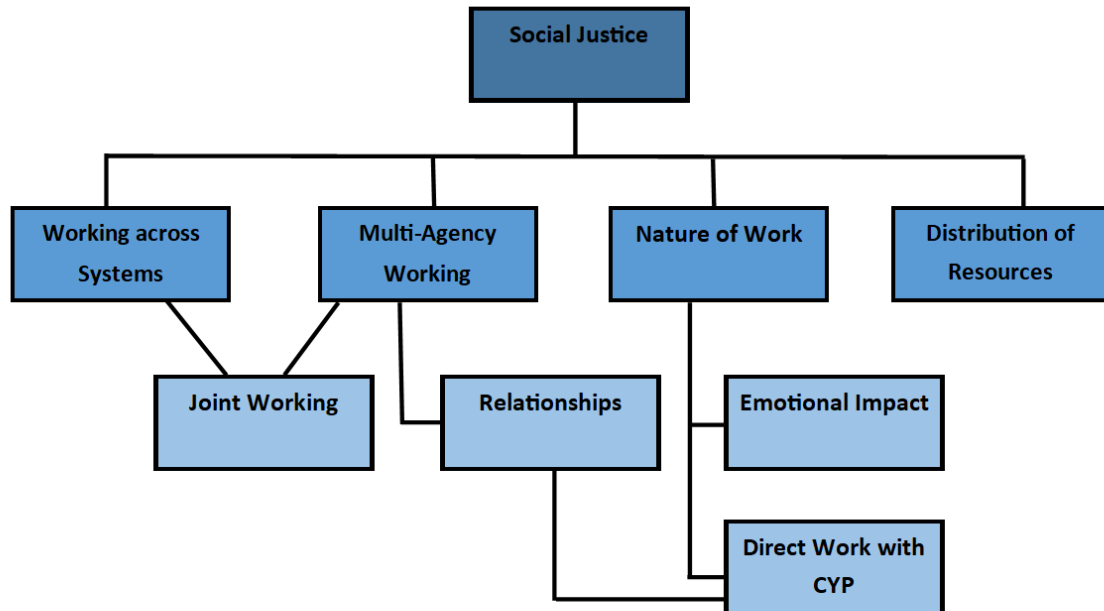 Social Justice
Working across
Systems
Multi-Agency
Working
Nature of Work
Distribution of
Resources
Joint Working
Relationships
Emotional Impact
Direct Work with
CYP